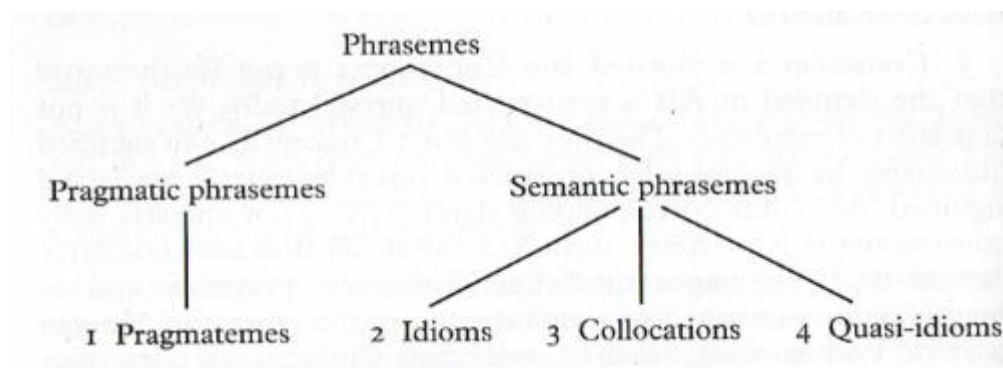 Phrasemes
Pragmatic phrasemes Semantic phrasemes
1 Pragmatemes 2 Idioms 3 Collocations 4 Quasi-idioms